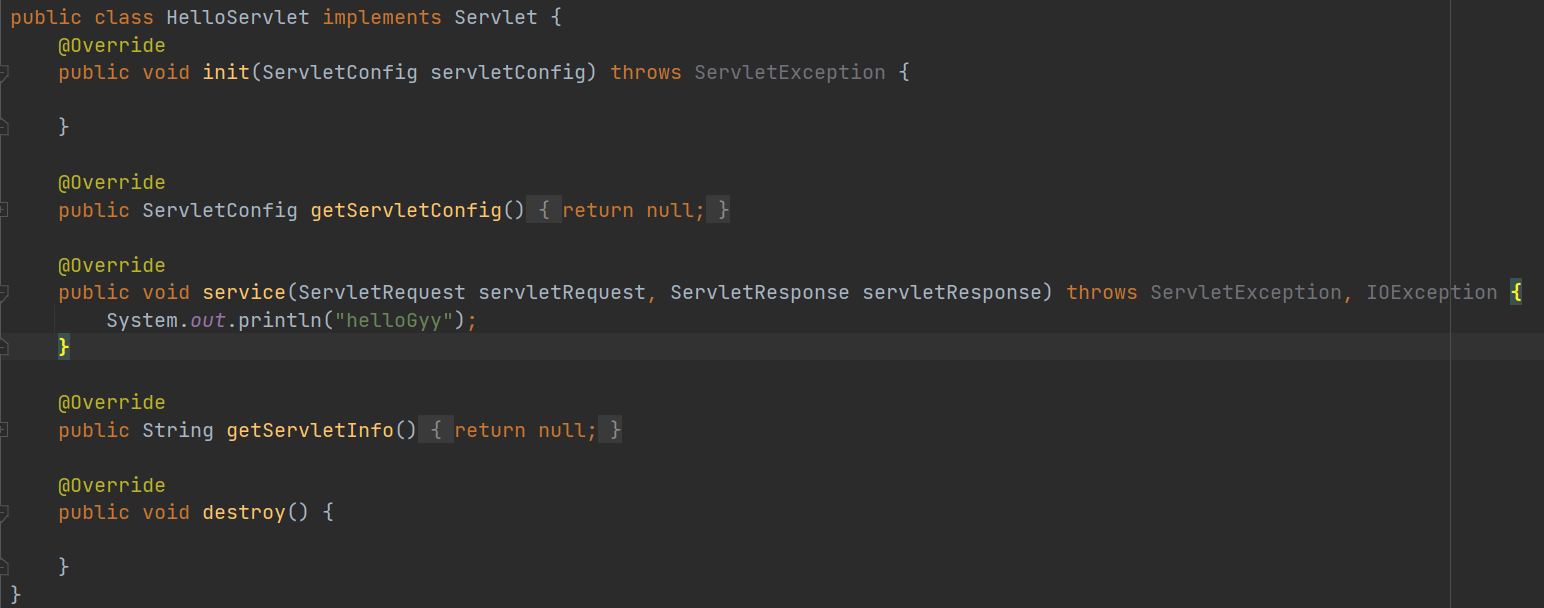 public class HelloServlet implements Servlet {
@Override
public void init(ServletConfig servletConfig) throws ServletException {
}
@Override
public ServletConfig getServletConfig() { return null; }
@Override
public void service(ServletRequest servletRequest, ServletResponse servletResponse) throws ServletException, IOException {
System.out.println("helloGyy");
}
@Override
public String getServletInfo() { return null; }
@Override
public void destroy() {
}
}